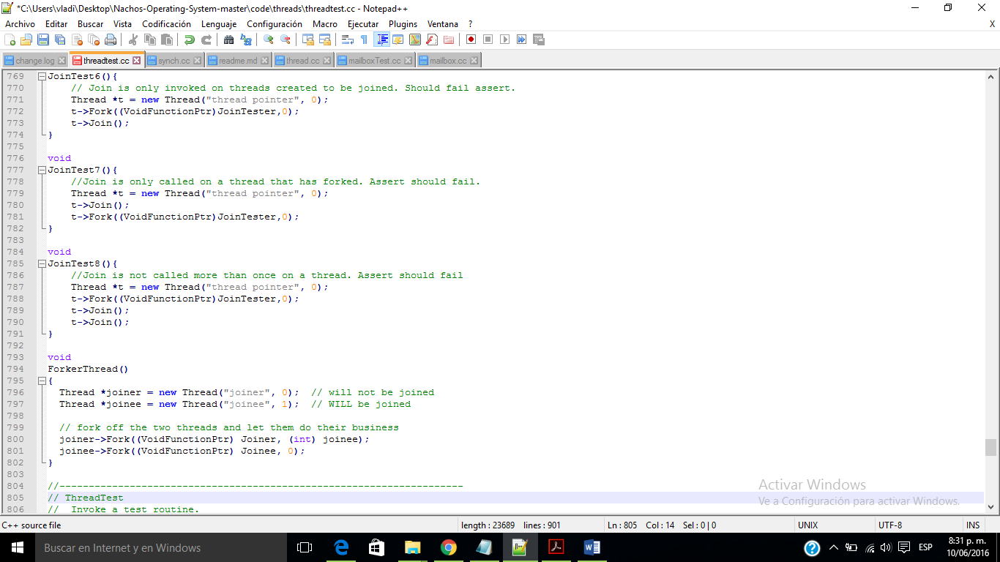 *C:\Users\vladi\Desktop\Nachos-Operating-System-master\code\threads\threadtest.cc - Notepad++
Archivo Editar Buscar Vista Codificación Lenguaje Configuración Macro Ejecutar Plugins Ventana ? X
change.log threadtest.cc synch.cc readme.md thread.cc mailboxTest.cc mailbox.cc
769 JoinTest6(){
770 // Join is only invoked on threads created to be joined. Should fail assert.
771 Thread *t = new Thread("thread pointer", 0);
772 t->Fork((VoidFunctionPtr)JoinTester,0);
773 t->Join();
774 }
775
776 void
777 JoinTest7(){
778 //Join is only called on a thread that has forked. Assert should fail.
779 Thread *t = new Thread("thread pointer", 0);
780 t->Join();
781 t->Fork((VoidFunctionPtr)JoinTester,0);
782 }
783
784 void
785 JoinTest8(){
786 //Join is not called more than once on a thread. Assert should fail
787 Thread *t = new Thread("thread pointer", 0);
788 t->Fork((VoidFunctionPtr)JoinTester,0);
789 t->Join();
790 t->Join();
791 }
792
793 void
794 ForkerThread()
795 {
796 Thread *joiner = new Thread("joiner", 0); // will not be joined
797 Thread *joinee = new Thread("joinee", 1); // WILL be joined
798
799 // fork off the two threads and let them do their business
800 joiner->Fork((VoidFunctionPtr) Joiner, (int) joinee);
801 joinee->Fork((VoidFunctionPtr) Joinee, 0);
802 }
803
804 //----------------------------------------------------------------------
805 // ThreadTest
806 // Invoke a test routine.
Activar Windows
Ve a Configuración para activar Windows.
C++ source file length : 23689 lines : 901 Ln : 805 Col : 14 Sel : 0 | 0 UNIX UTF-8 INS
Buscar en Internet y en Windows
ESP
8:31 p. m.
10/06/2016